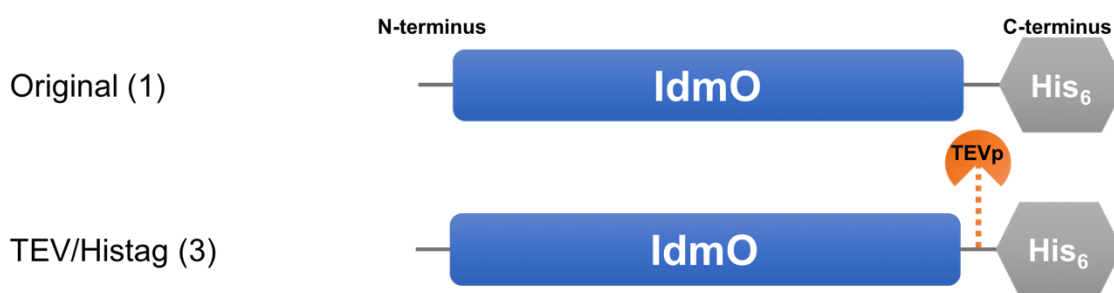 N-terminus C-terminus
Original (1) IdmO His₆
TEVp
TEV/Histag (3) IdmO His₆